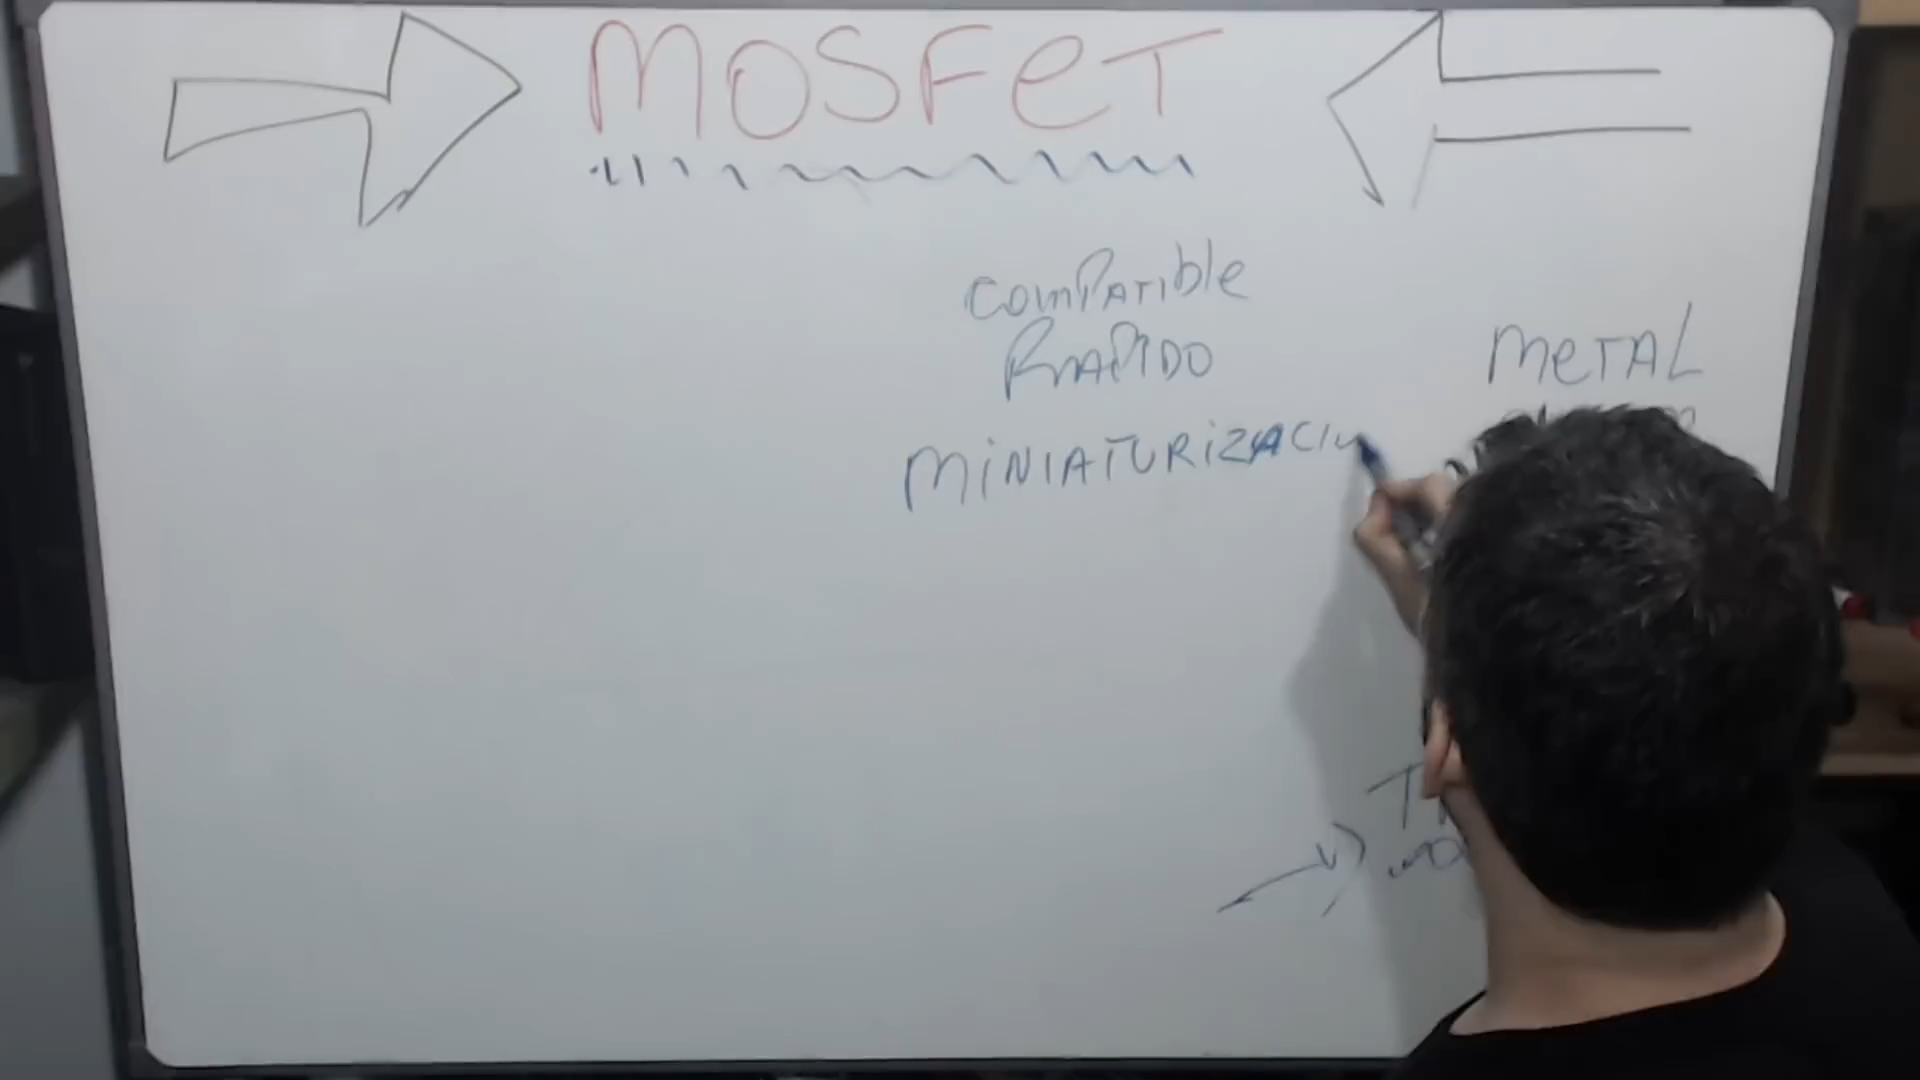 MOSFeT
comPATible
RAPIDO
MiNiATURiZACIO
meTAL